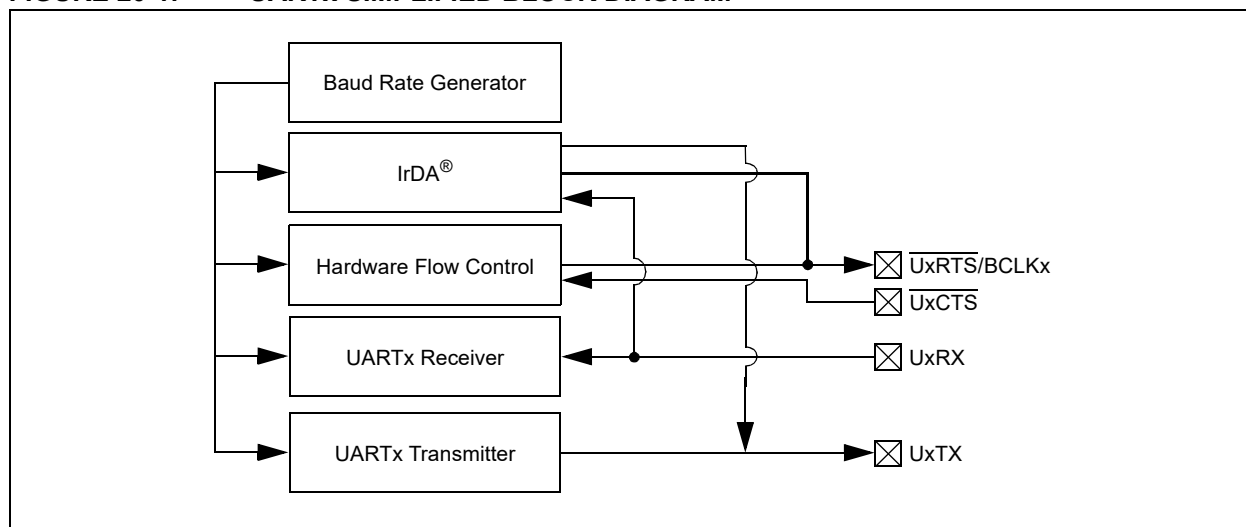 Baud Rate Generator
IrDA®
Hardware Flow Control
UxRTS/BCLKx
UxCTS
UARTx Receiver
UxRX
UARTx Transmitter
UxTX